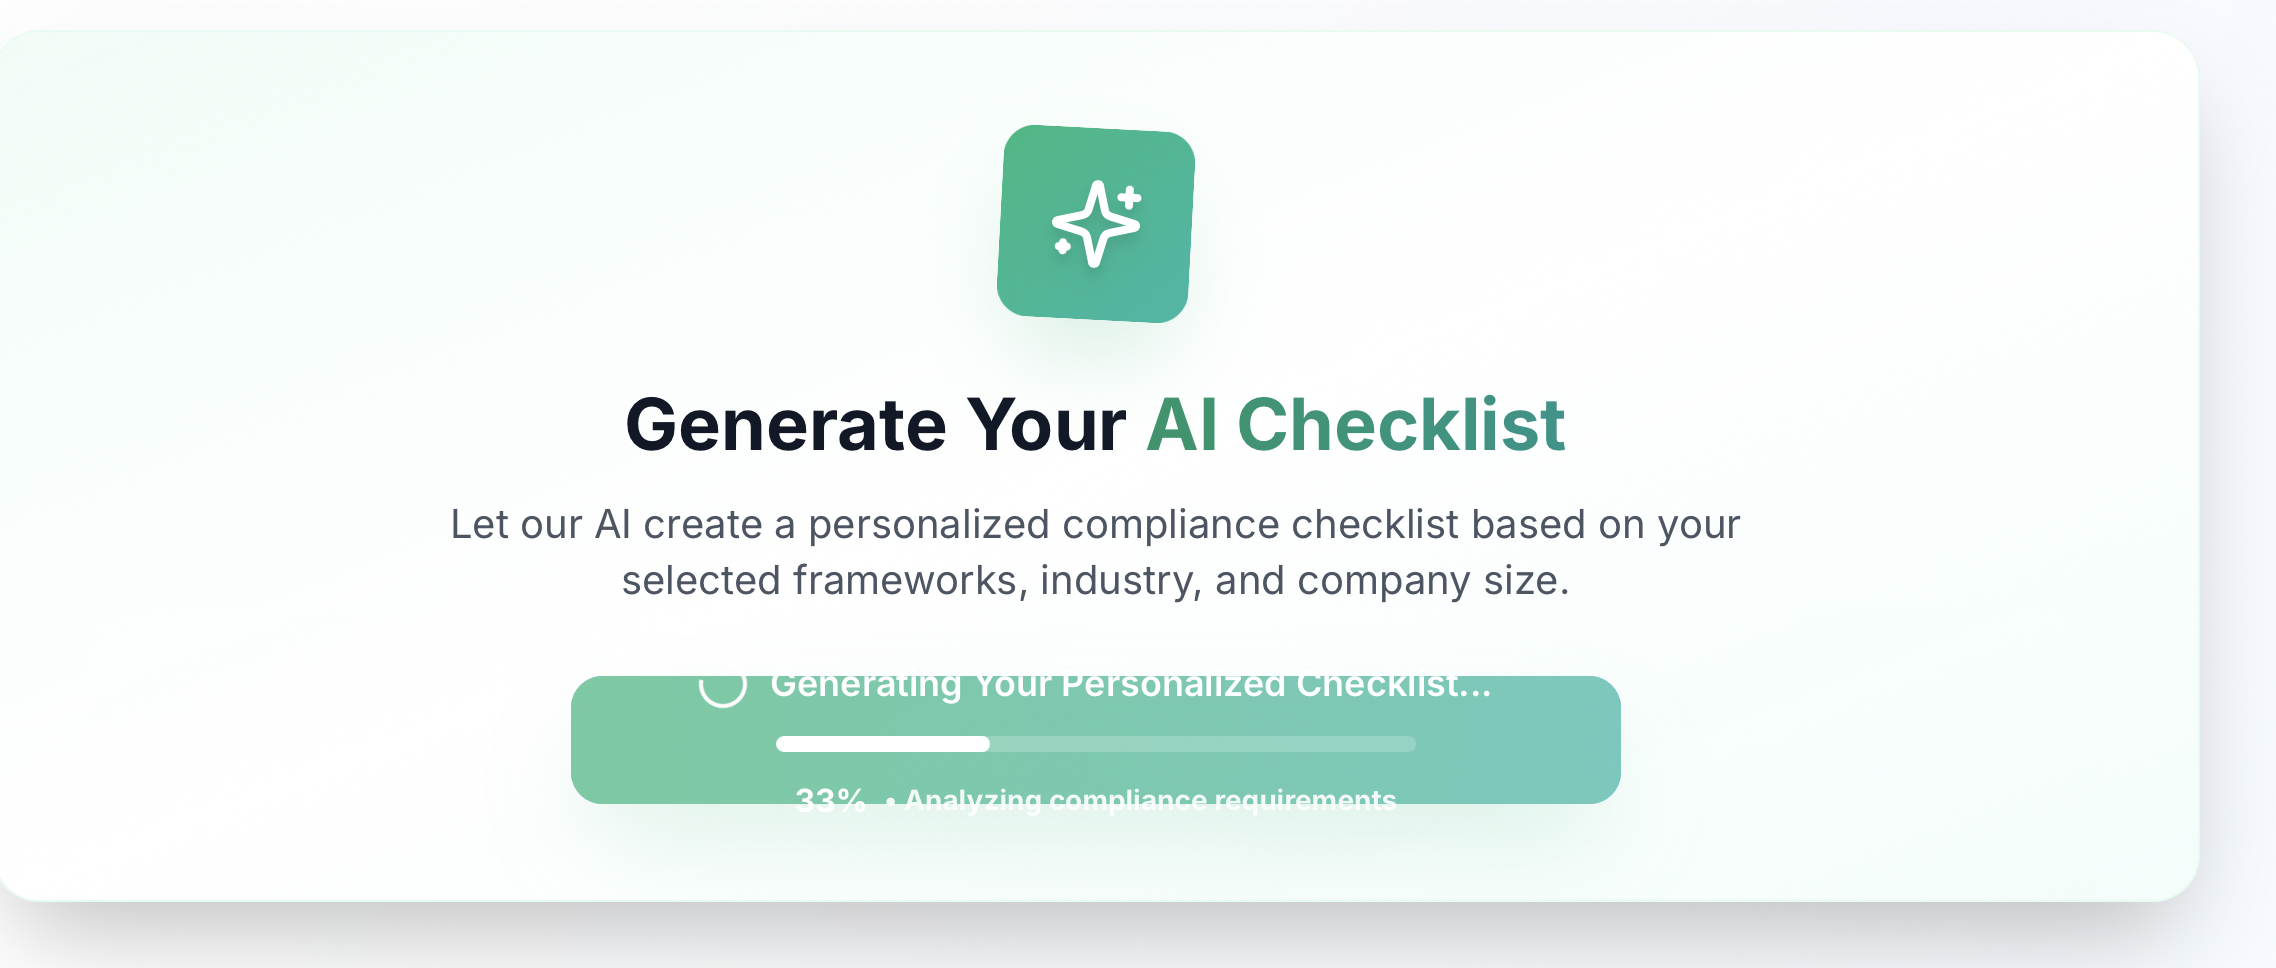 Generate Your AI Checklist
Let our AI create a personalized compliance checklist based on your
selected frameworks, industry, and company size.
Generating Your Personalized Checklist...
33% • Analyzing compliance requirements